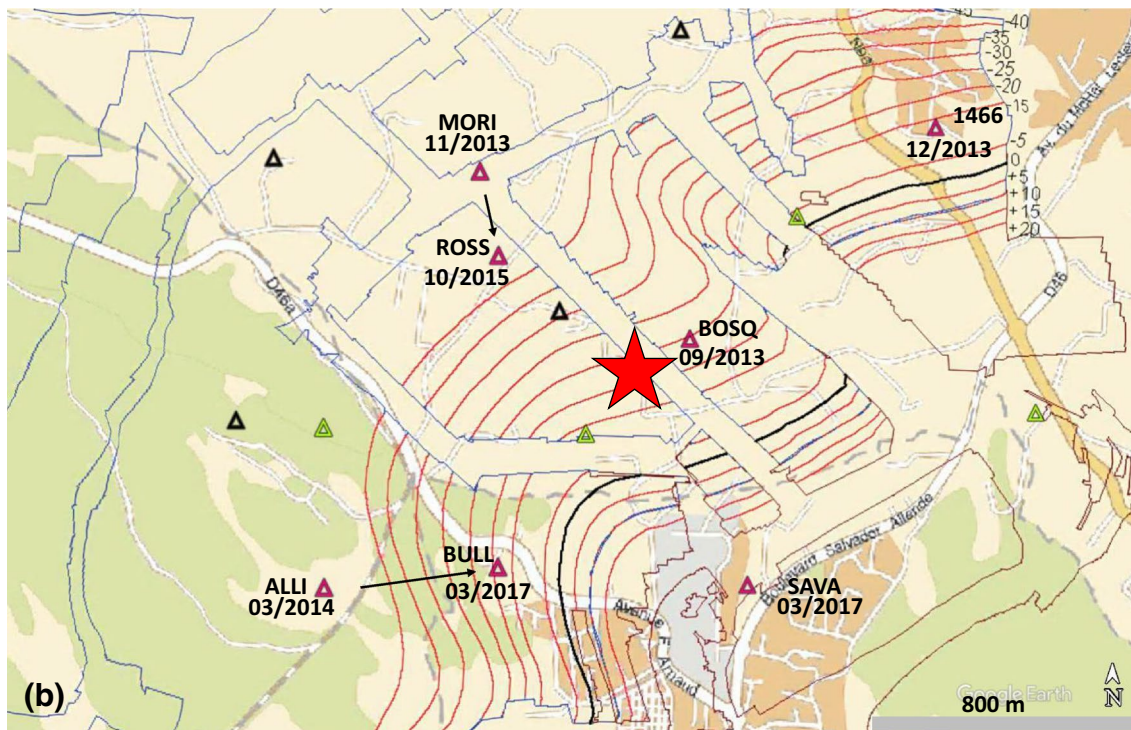 -40
-35
-30
-25
-20
-15
-5
0
+5
+10
+15
+20
N96
Av. du Maréchal Leclerc
1466
12/2013
MORI
11/2013
ROSS
10/2015
D46a
D46
BOSQ
09/2013
BULL
03/2017
ALLI
03/2014
SAVA
03/2017
Boulevard Salvador Allende
Avenue F. Arnaud
(b)
Google Earth
N
800 m